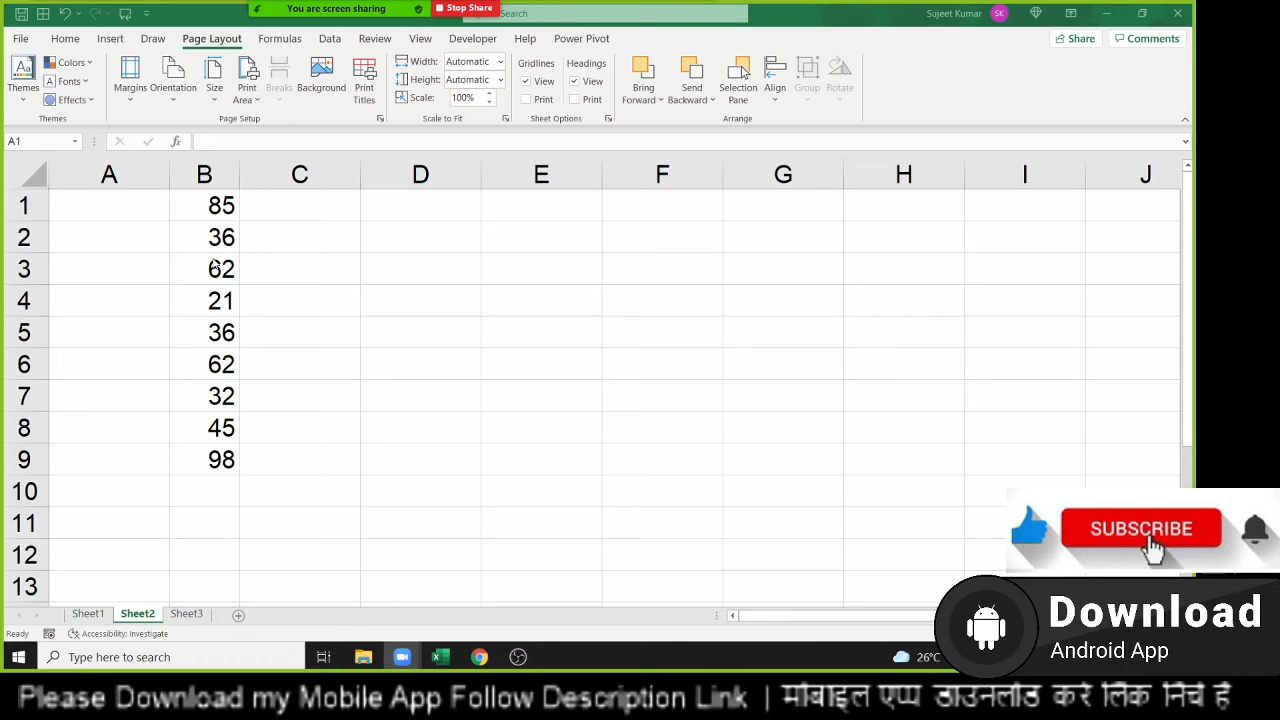 You are screen sharing
Stop Share
Search
Sujeet Kumar
SK
File Home Insert Draw Page Layout Formulas Data Review View Developer Help Power Pivot
Share
Comments
Themes
Colors
Fonts
Effects
Margins
Orientation
Size
Print Area
Breaks
Background
Print Titles
Width: Automatic
Height: Automatic
Scale: 100%
Gridlines
View
Print
Headings
View
Print
Bring Forward
Send Backward
Selection Pane
Align
Group
Rotate
Themes
Page Setup
Scale to Fit
Sheet Options
Arrange
A1
fx
A B C D E F G H I J
1 85
2 36
3 62
4 21
5 36
6 62
7 32
8 45
9 98
10
11
12
13
SUBSCRIBE
Download
Android App
Sheet1 Sheet2 Sheet3
Ready
Accessibility: Investigate
Type here to search
26°C
Please Download my Mobile App Follow Description Link | मोबाइल एप्प डाउनलोड करे लिंक निचे है